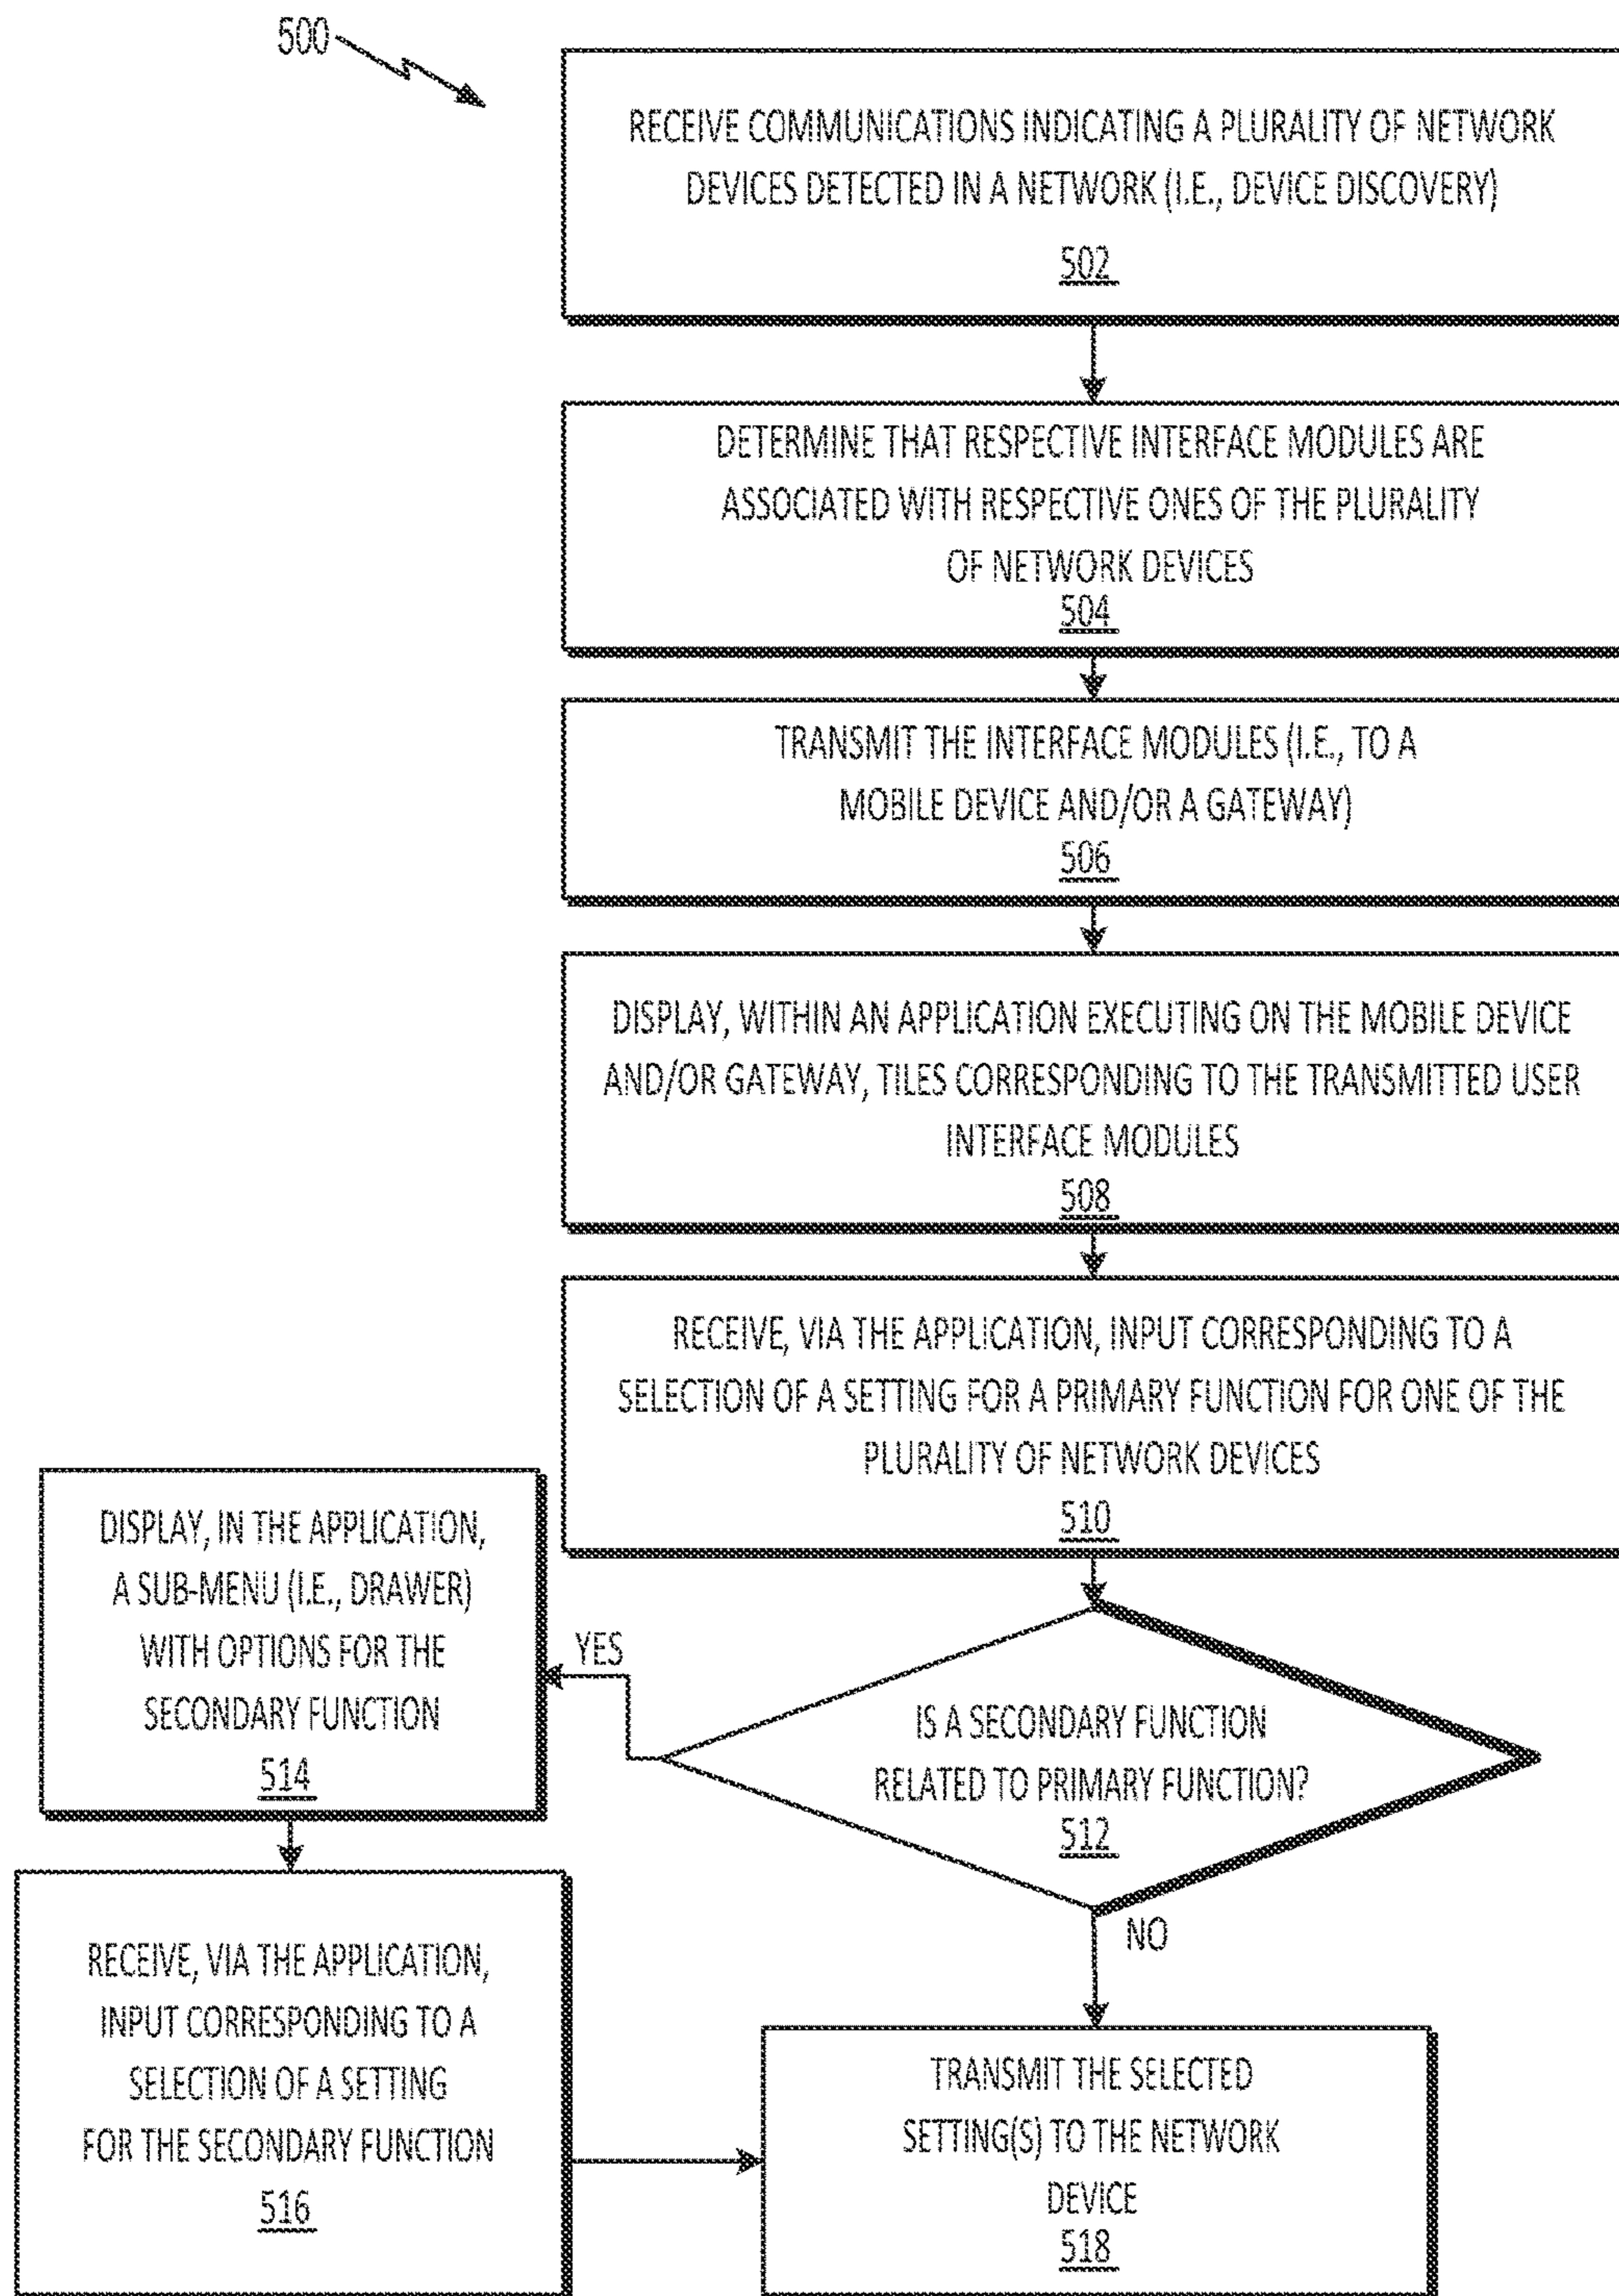 500
RECEIVE COMMUNICATIONS INDICATING A PLURALITY OF NETWORK
DEVICES DETECTED IN A NETWORK (I.E., DEVICE DISCOVERY)
502
DETERMINE THAT RESPECTIVE INTERFACE MODULES ARE
ASSOCIATED WITH RESPECTIVE ONES OF THE PLURALITY
OF NETWORK DEVICES
504
TRANSMIT THE INTERFACE MODULES (I.E., TO A
MOBILE DEVICE AND/OR A GATEWAY)
506
DISPLAY, WITHIN AN APPLICATION EXECUTING ON THE MOBILE DEVICE
AND/OR GATEWAY, TILES CORRESPONDING TO THE TRANSMITTED USER
INTERFACE MODULES
508
RECEIVE, VIA THE APPLICATION, INPUT CORRESPONDING TO A
SELECTION OF A SETTING FOR A PRIMARY FUNCTION FOR ONE OF THE
PLURALITY OF NETWORK DEVICES
510
IS A SECONDARY FUNCTION
RELATED TO PRIMARY FUNCTION?
512
YES
DISPLAY, IN THE APPLICATION,
A SUB-MENU (I.E., DRAWER)
WITH OPTIONS FOR THE
SECONDARY FUNCTION
514
RECEIVE, VIA THE APPLICATION,
INPUT CORRESPONDING TO A
SELECTION OF A SETTING
FOR THE SECONDARY FUNCTION
516
NO
TRANSMIT THE SELECTED
SETTING(S) TO THE NETWORK
DEVICE
518